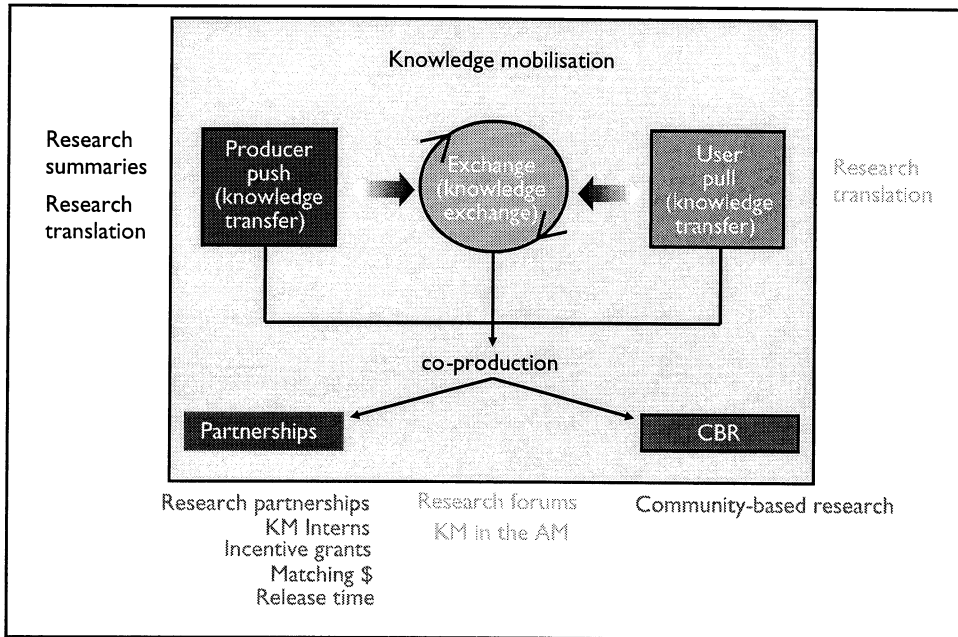 Knowledge mobilisation
Research
summaries
Research
translation
Producer
push
(knowledge
transfer)
Exchange
(knowledge
exchange)
User
pull
(knowledge
transfer)
Research
translation
co-production
Partnerships
CBR
Research partnerships
KM Interns
Incentive grants
Matching $
Release time
Research forums
KM in the AM
Community-based research